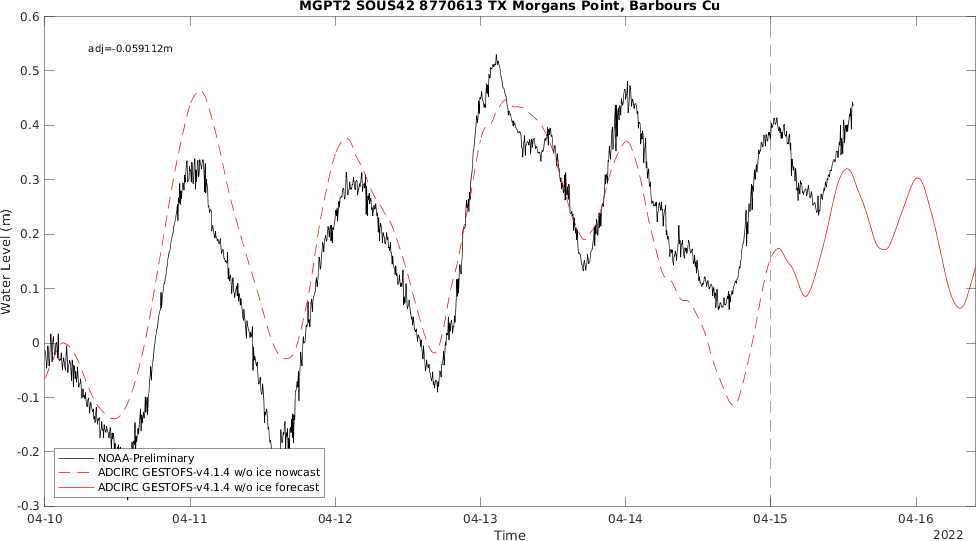 MGPT2 SOUS42 8770613 TX Morgans Point, Barbours Cu
adj=-0.059112m
0.6
0.5
0.4
0.3
0.2
0.1
0
-0.1
-0.2
-0.3
Water Level (m)
NOAA-Preliminary
ADCIRC GESTOFS-v4.1.4 w/o ice nowcast
ADCIRC GESTOFS-v4.1.4 w/o ice forecast
04-10 04-11 04-12 04-13 04-14 04-15 04-16
Time
2022